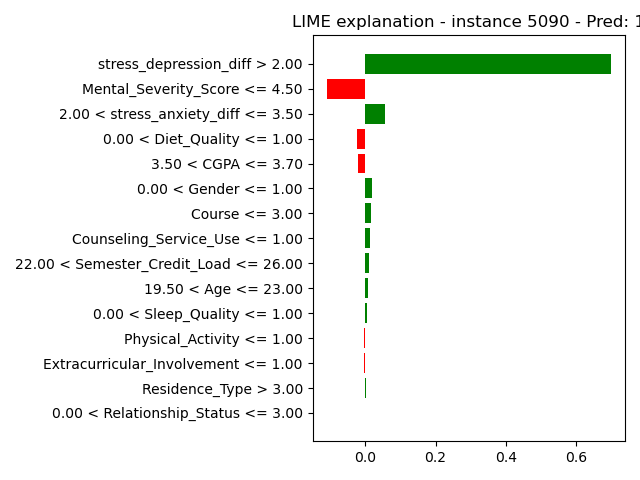 LIME explanation - instance 5090 - Pred: 1
stress_depression_diff > 2.00
Mental_Severity_Score <= 4.50
2.00 < stress_anxiety_diff <= 3.50
0.00 < Diet_Quality <= 1.00
3.50 < CGPA <= 3.70
0.00 < Gender <= 1.00
Course <= 3.00
Counseling_Service_Use <= 1.00
22.00 < Semester_Credit_Load <= 26.00
19.50 < Age <= 23.00
0.00 < Sleep_Quality <= 1.00
Physical_Activity <= 1.00
Extracurricular_Involvement <= 1.00
Residence_Type > 3.00
0.00 < Relationship_Status <= 3.00
0.0 0.2 0.4 0.6